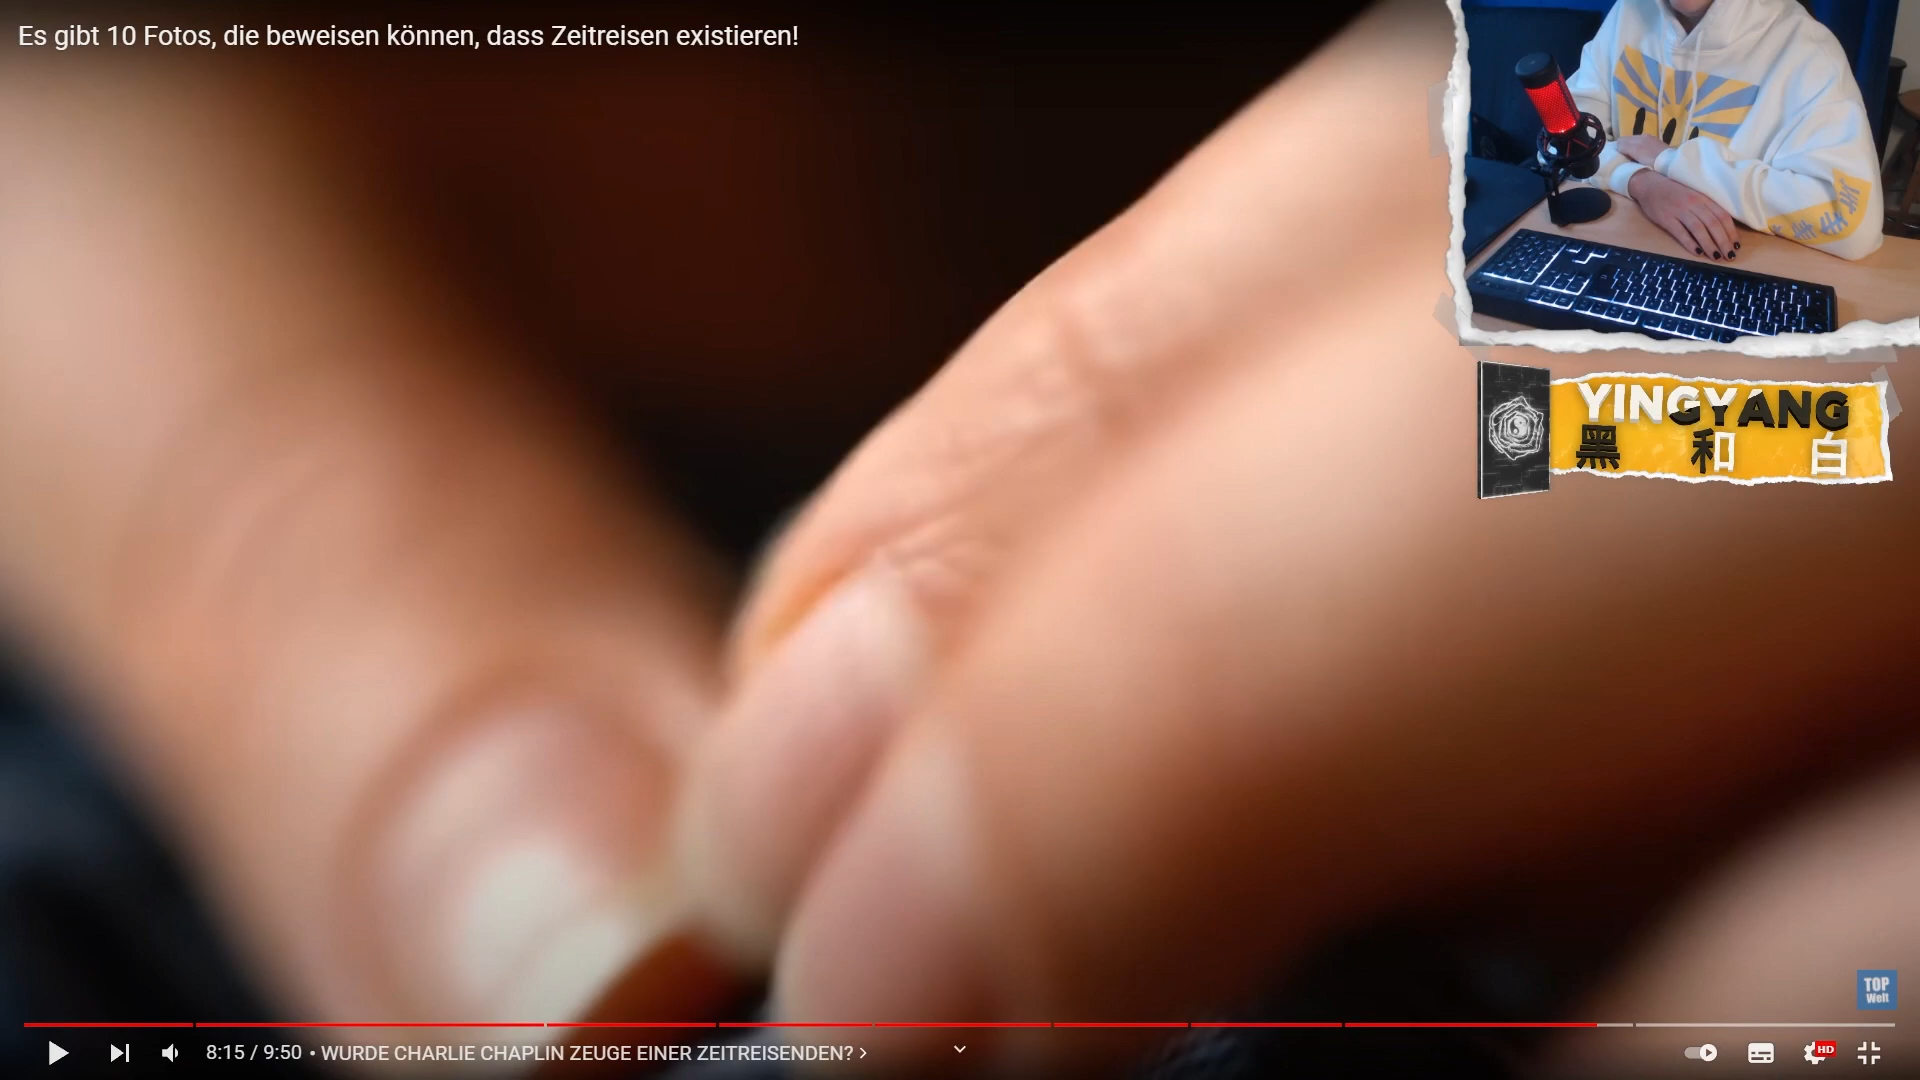 Es gibt 10 Fotos, die beweisen können, dass Zeitreisen existieren!
YINGYANG
黑 和 白
TOP
Welt
8:15 / 9:50 • WURDE CHARLIE CHAPLIN ZEUGE EINER ZEITREISENDEN?
HD